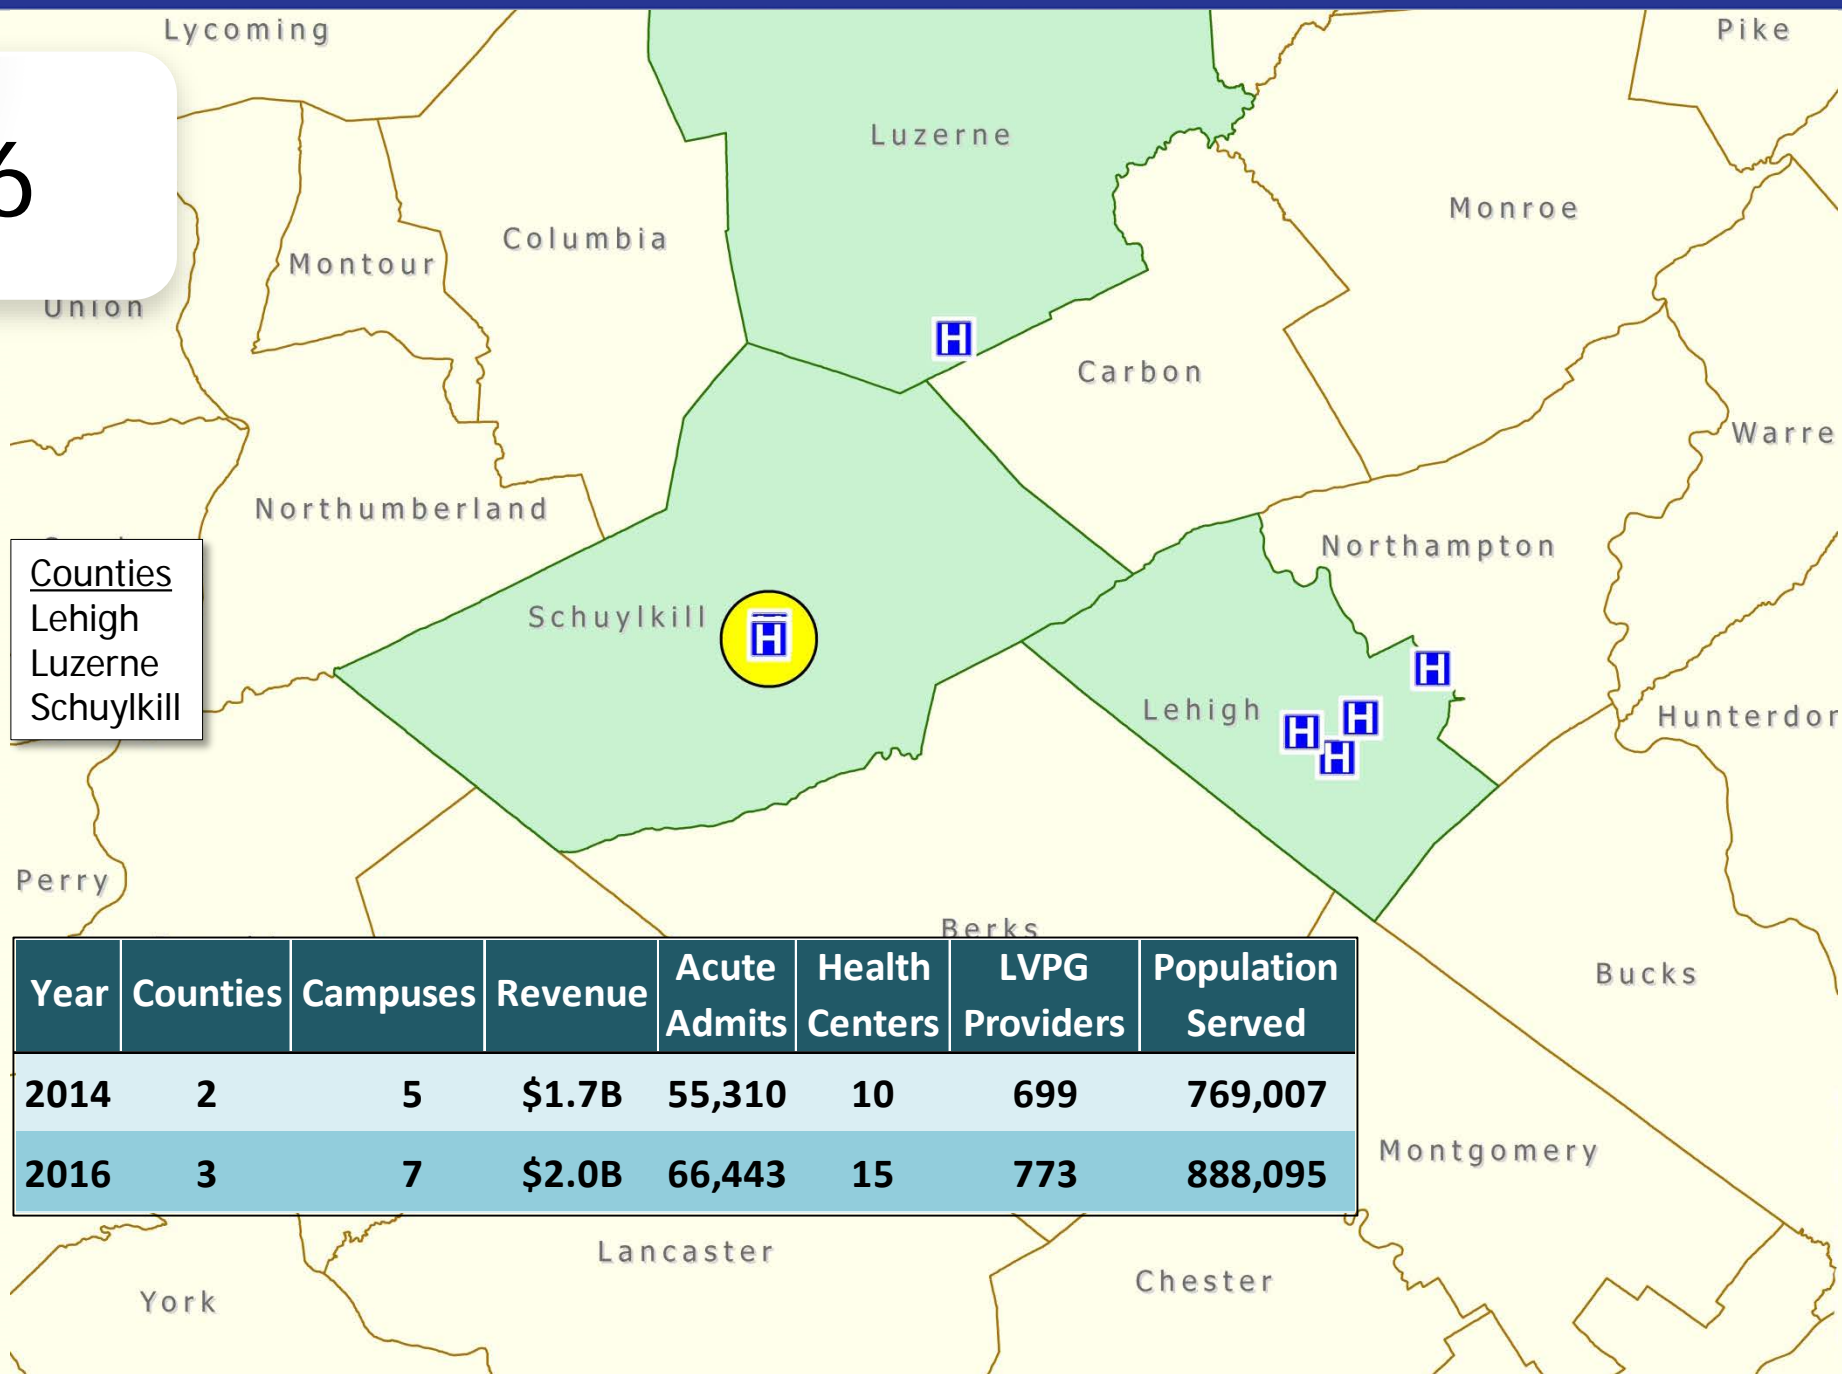 Lycoming
Pike
6
Luzerne
Monroe
Columbia
Montour
Union
H
Carbon
Warre
Northumberland
Northampton
Counties
Lehigh
Luzerne
Schuylkill
Schuylkill
H
H
Lehigh
H
H
H
Hunterdon
Perry
Berks
Bucks
Year Counties Campuses Revenue Acute Admits Health Centers LVPG Providers Population Served
2014 2 5 $1.7B 55,310 10 699 769,007
2016 3 7 $2.0B 66,443 15 773 888,095
Montgomery
Lancaster
Chester
York